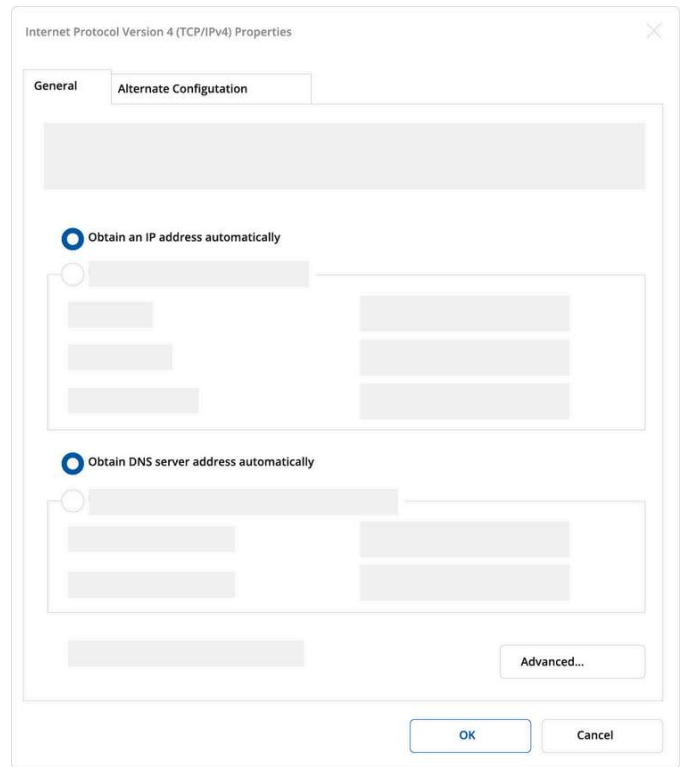 Internet Protocol Version 4 (TCP/IPv4) Properties
General
Alternate Configutation
Obtain an IP address automatically
Obtain DNS server address automatically
Advanced...
OK
Cancel